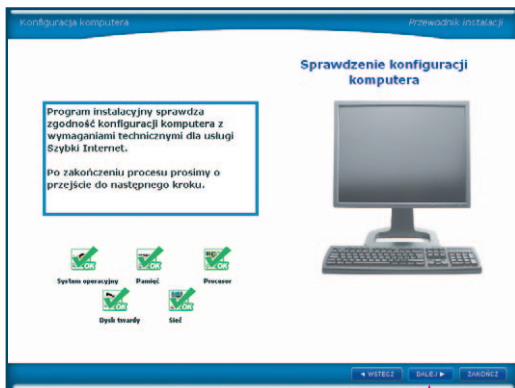 Konfiguracja komputera
Przewodnik instalacji
Sprawdzenie konfiguracji
komputera
Program instalacyjny sprawdza
zgodność konfiguracji komputera z
wymaganiami technicznymi dla usługi
Szybki Internet.
Po zakończeniu procesu prosimy o
przejście do następnego kroku.
OK OK OK
System operacyjny Pamięć Procesor
OK OK
Dysk twardy Sieć
◄ WSTECZ DALEJ ► ZAKOŃCZ